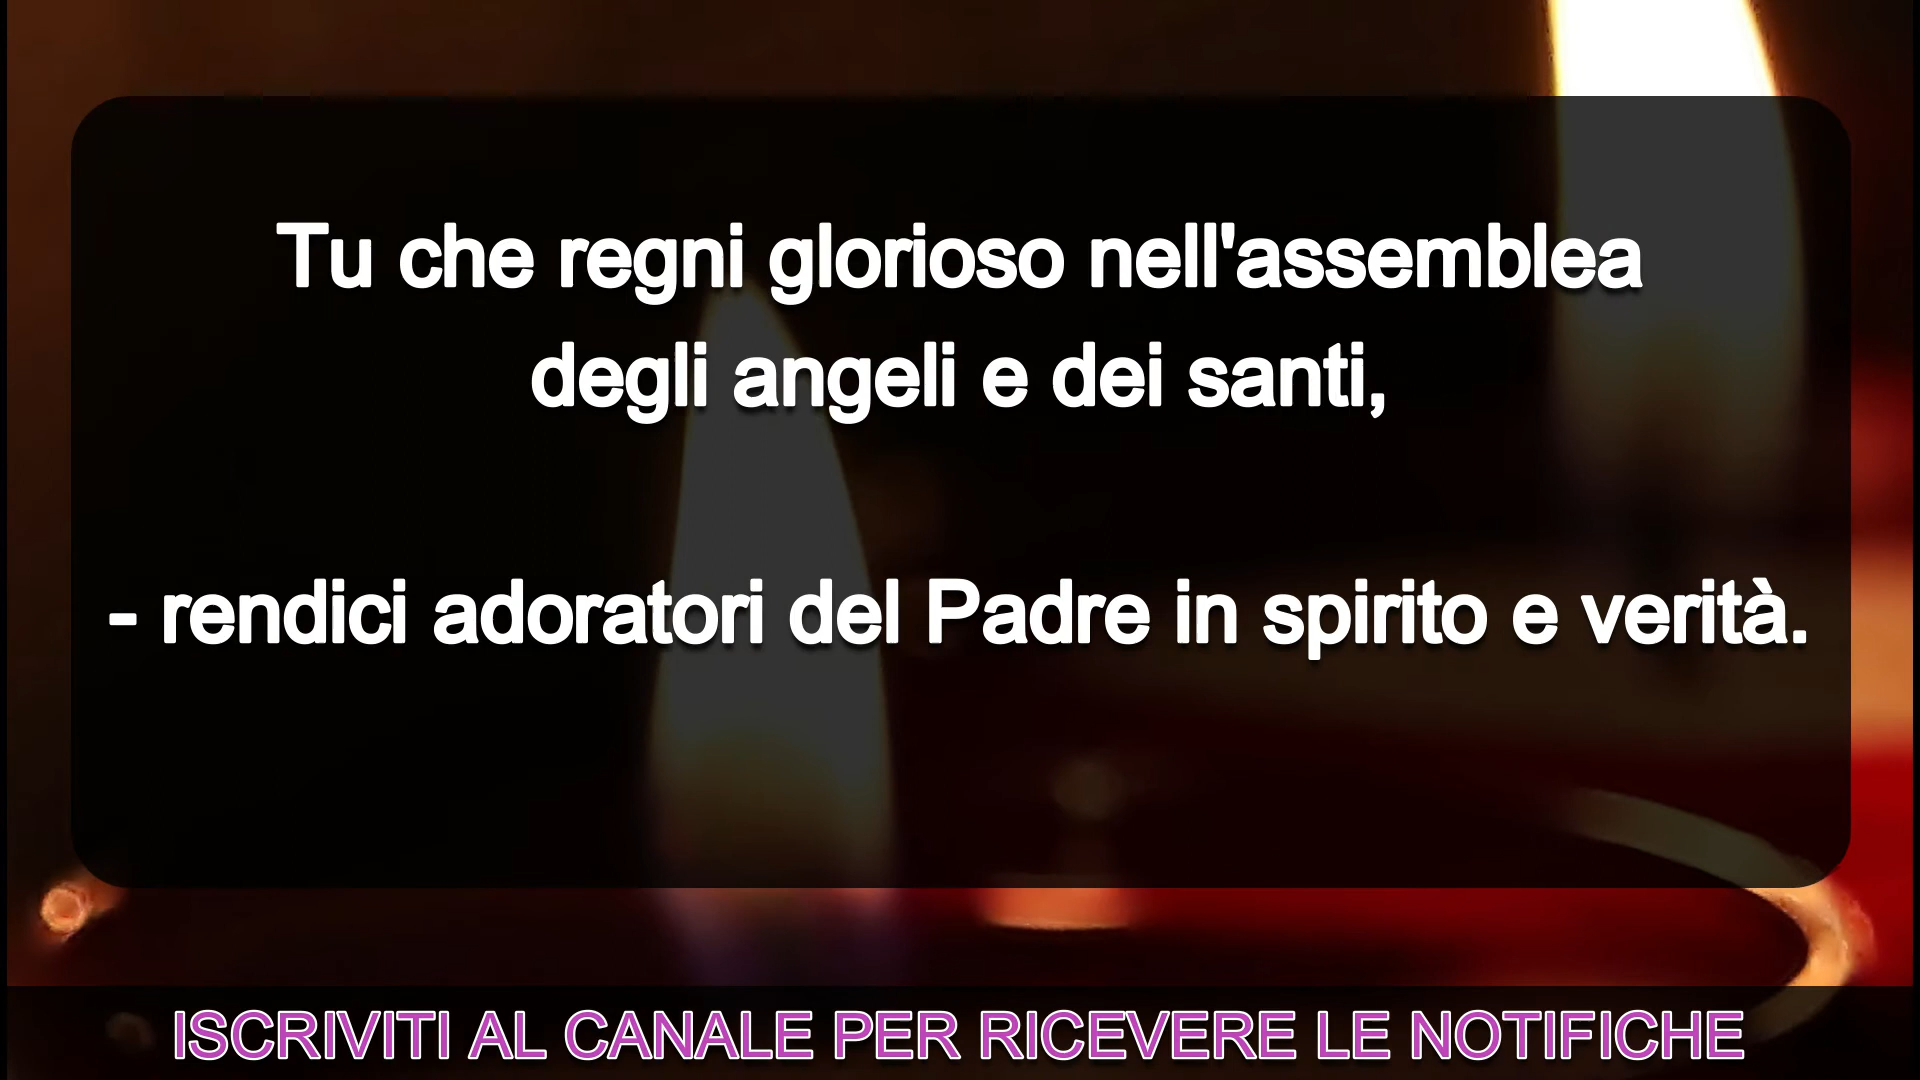 Tu che regni glorioso nell'assemblea
degli angeli e dei santi,
- rendici adoratori del Padre in spirito e verità.
ISCRIVITI AL CANALE PER RICEVERE LE NOTIFICHE